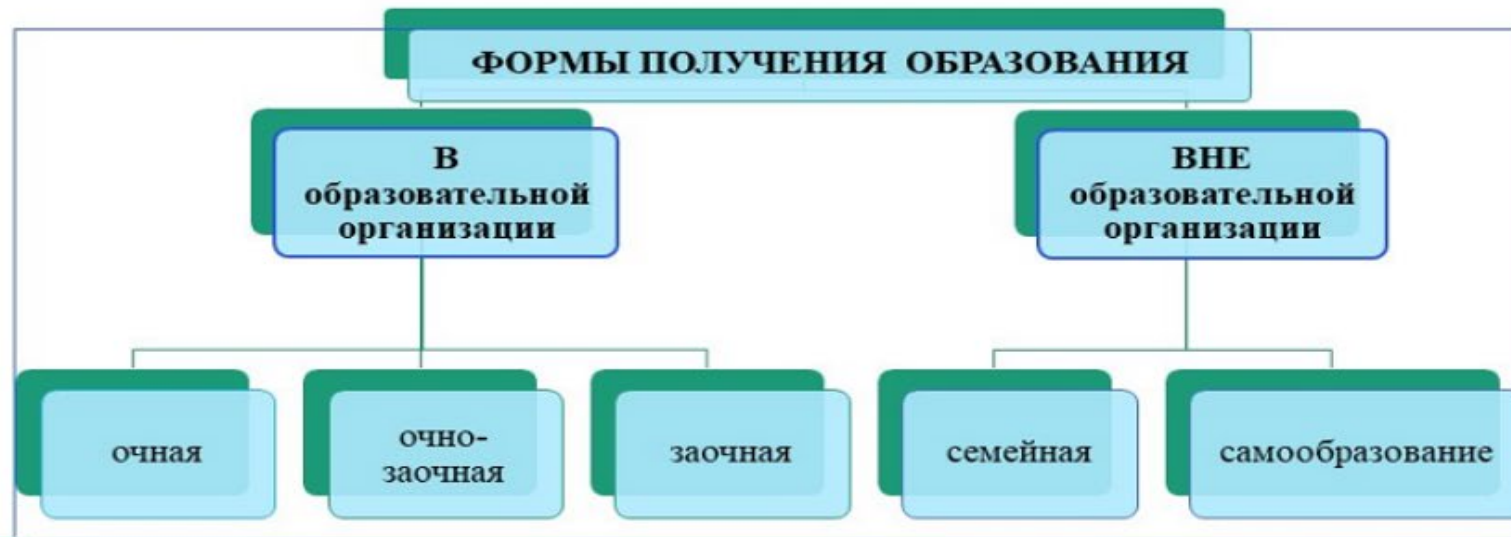 ФОРМЫ ПОЛУЧЕНИЯ ОБРАЗОВАНИЯ
В
образовательной
организации
ВНЕ
образовательной
организации
очная
очно-
заочная
заочная
семейная
самообразование